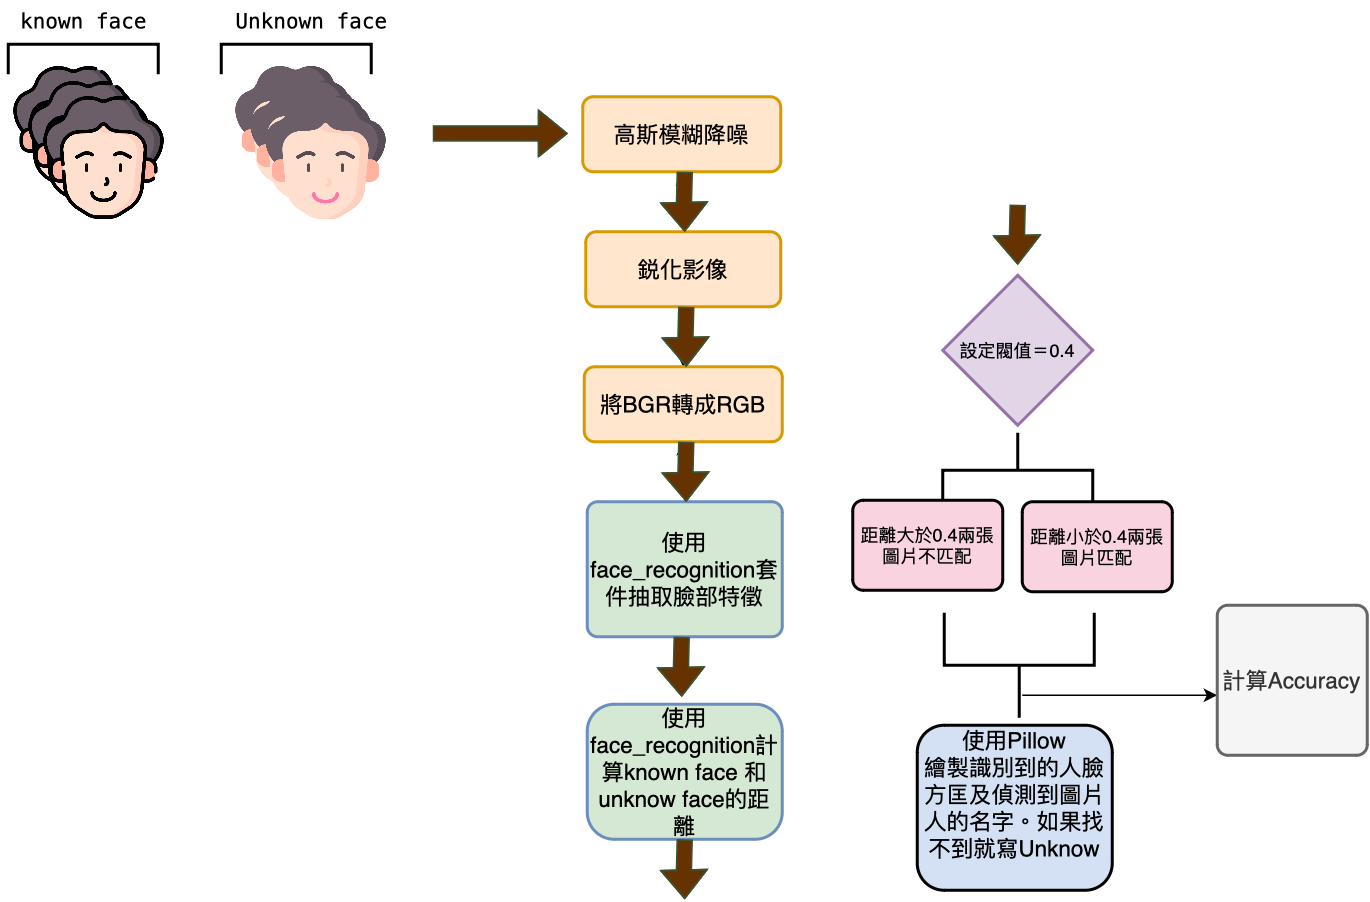 known face
Unknown face
高斯模糊降噪
鋭化影像
將BGR轉成RGB
使用
face_recognition套
件抽取臉部特徵
使用
face_recognition計
算known face 和
unknow face的距
離
設定閥值＝0.4
距離大於0.4兩張
圖片不匹配
距離小於0.4兩張
圖片匹配
計算Accuracy
使用Pillow
繪製識別到的人臉
方匡及偵測到圖片
人的名字。如果找
不到就寫Unknow